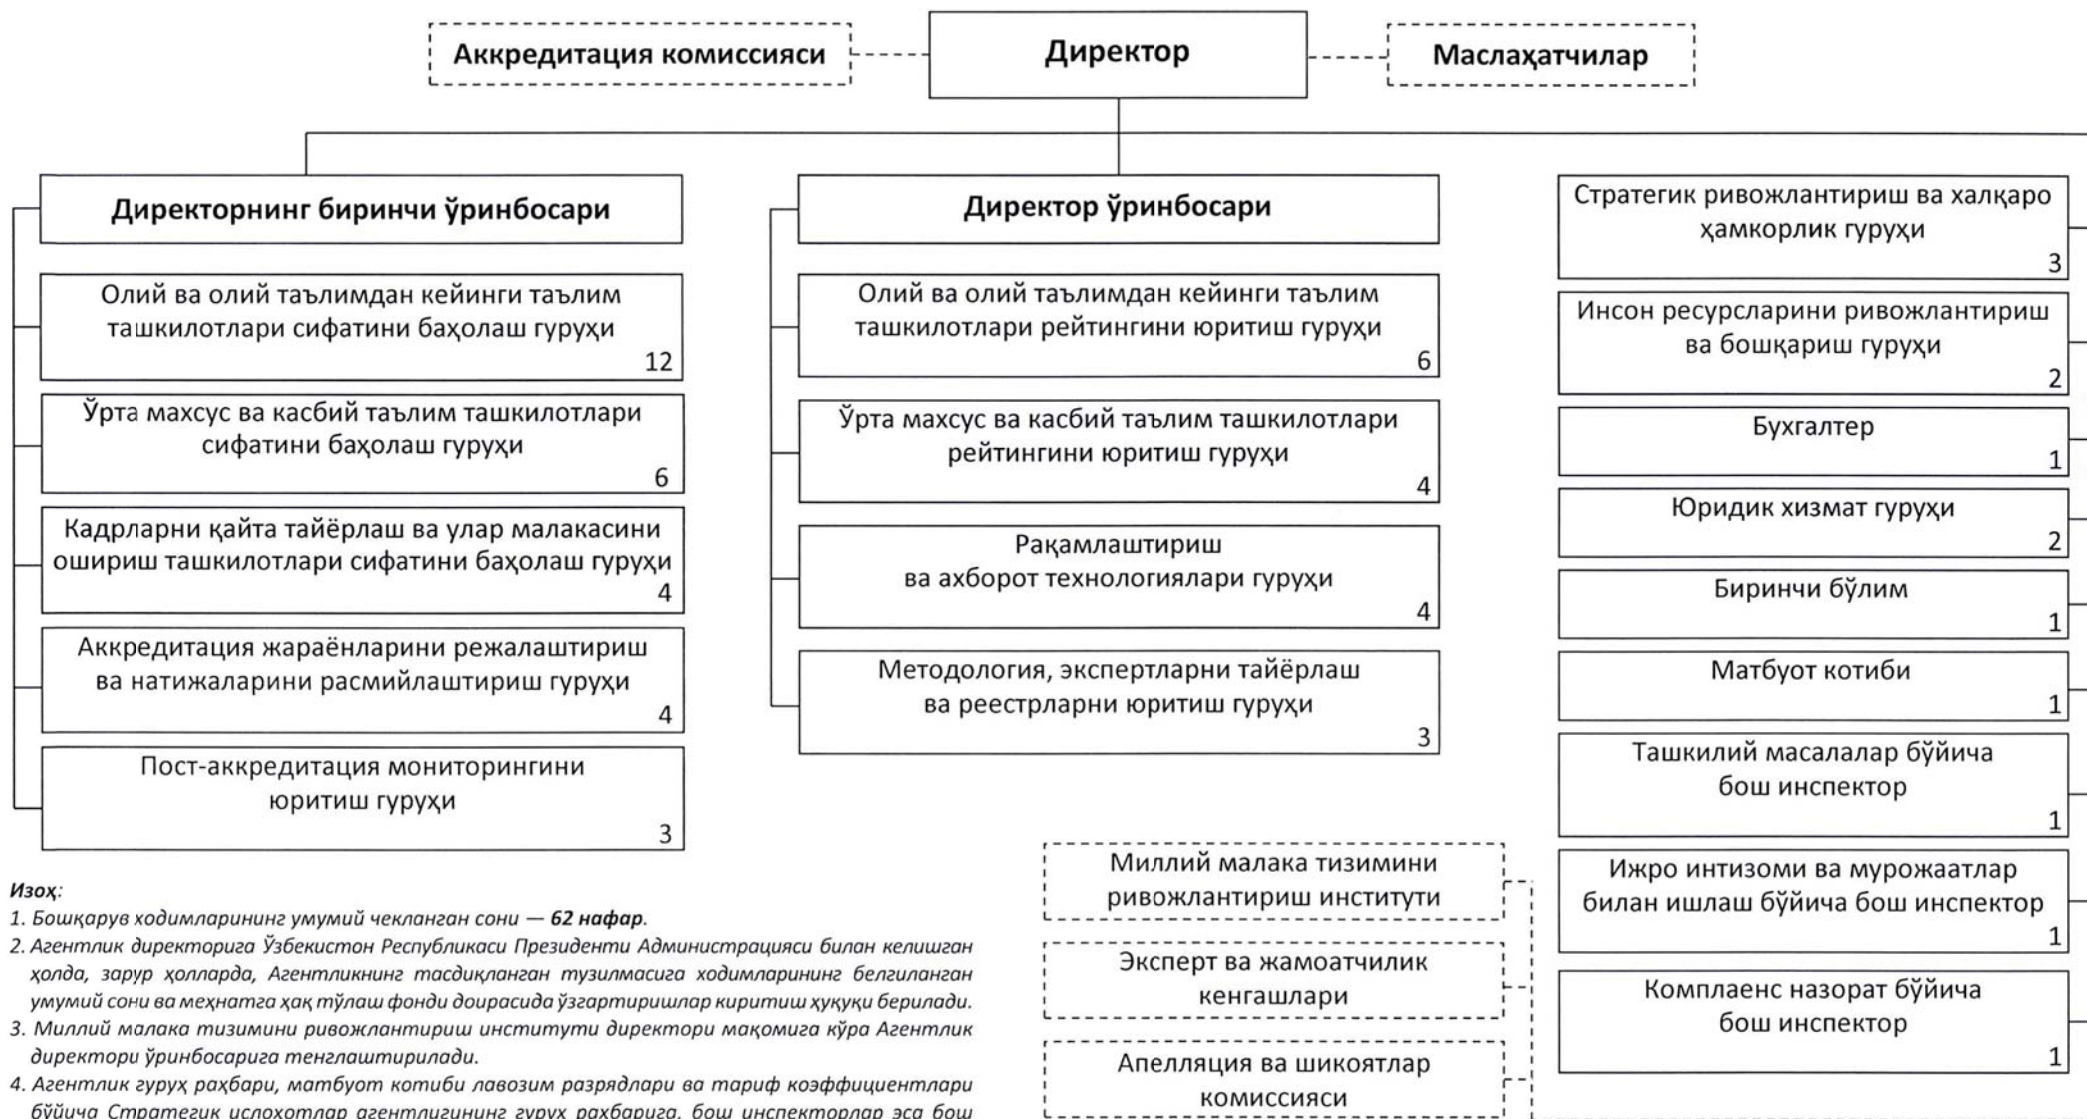 Аккредитация комиссияси
Директор
Маслаҳатчилар
Директорнинг биринчи ўринбосари
Олий ва олий таълимдан кейинги таълим
ташкилотлари сифатини баҳолаш гуруҳи
12
Ўрта махсус ва касбий таълим ташкилотлари
сифатини баҳолаш гуруҳи
6
Кадрларни қайта тайёрлаш ва улар малакасини
ошириш ташкилотлари сифатини баҳолаш гуруҳи
4
Аккредитация жараёнларини режалаштириш
ва натижаларини расмийлаштириш гуруҳи
4
Пост-аккредитация мониторингини
юритиш гуруҳи
3
Директор ўринбосари
Олий ва олий таълимдан кейинги таълим
ташкилотлари рейтингини юритиш гуруҳи
6
Ўрта махсус ва касбий таълим ташкилотлари
рейтингини юритиш гуруҳи
4
Рақамлаштириш
ва ахборот технологиялари гуруҳи
4
Методология, экспертларни тайёрлаш
ва реестрларни юритиш гуруҳи
3
Стратегик ривожлантириш ва халқаро
ҳамкорлик гуруҳи
3
Инсон ресурсларини ривожлантириш
ва бошқариш гуруҳи
2
Бухгалтер
1
Юридик хизмат гуруҳи
2
Биринчи бўлим
1
Матбуот котиби
1
Ташкилий масалалар бўйича
бош инспектор
1
Ижро интизоми ва мурожаатлар
билан ишлаш бўйича бош инспектор
1
Комплаенс назорат бўйича
бош инспектор
1
Миллий малака тизимини
ривожлантириш институти
Эксперт ва жамоатчилик
кенгашлари
Апелляция ва шикоятлар
комиссияси
Изоҳ:
1. Бошқарув ходимларининг умумий чекланган сони — 62 нафар.
2. Агентлик директорига Ўзбекистон Республикаси Президенти Администрацияси билан келишган
ҳолда, зарур ҳолларда, Агентликнинг тасдиқланган тузилмасига ходимларининг белгиланган
умумий сони ва меҳнатга ҳақ тўлаш фонди доирасида ўзгартиришлар киритиш ҳуқуқи берилади.
3. Миллий малака тизимини ривожлантириш институти директори мақомига кўра Агентлик
директори ўринбосарига тенглаштирилади.
4. Агентлик гуруҳ раҳбари, матбуот котиби лавозим разрядлари ва тариф коэффициентлари
бўйича Стратегик ислоҳотлар агентлигининг гуруҳ раҳбарига, бош инспекторлар эса бош